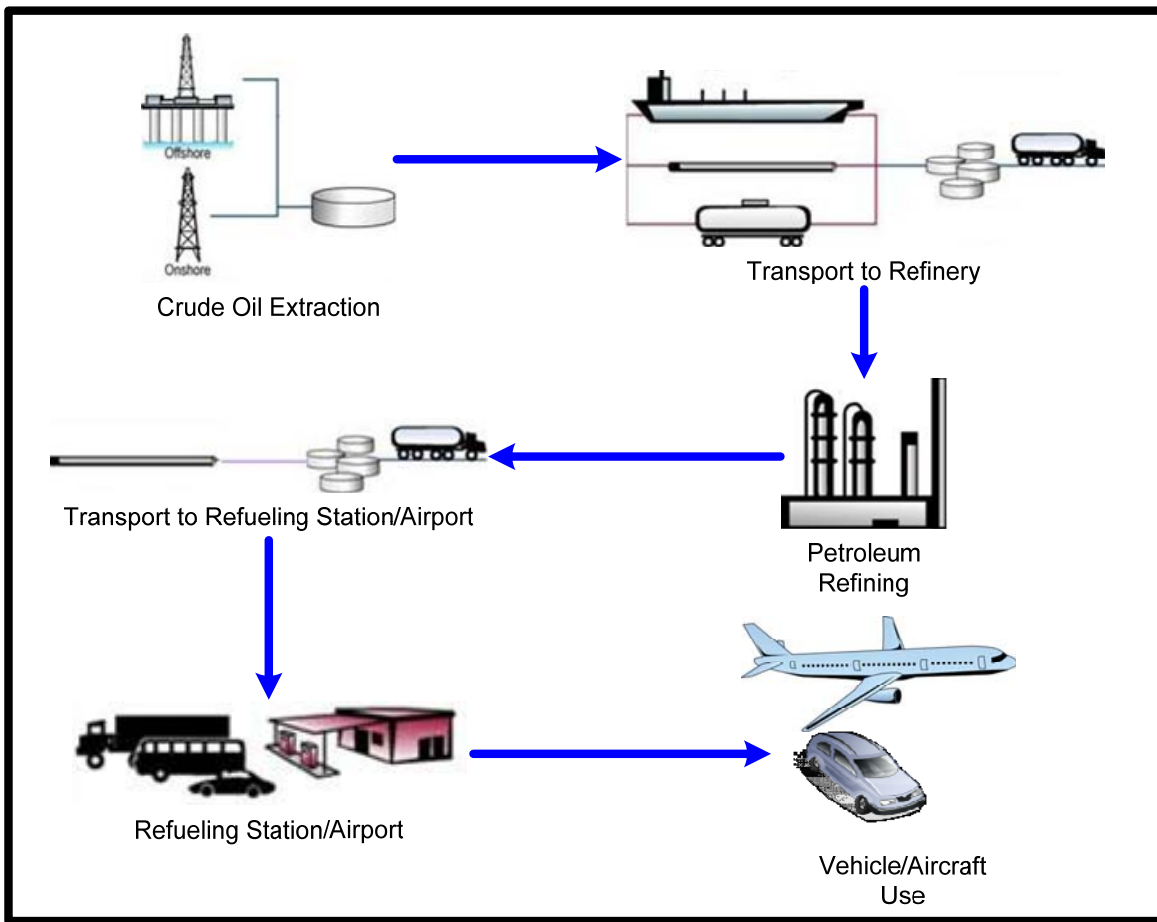 Offshore
Onshore
Crude Oil Extraction
Transport to Refinery
Petroleum
Refining
Transport to Refueling Station/Airport
Refueling Station/Airport
Vehicle/Aircraft
Use